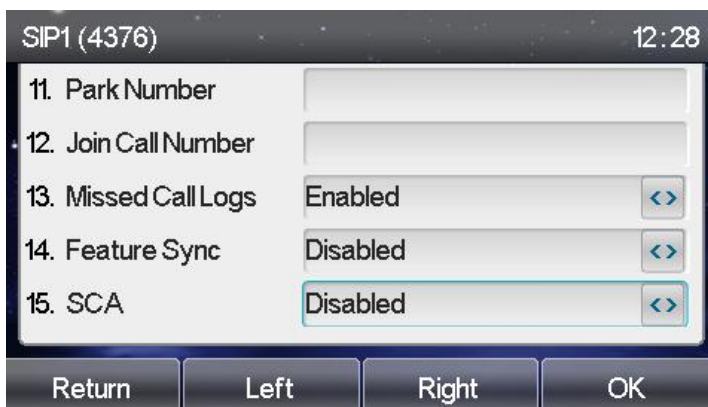 SIP1 (4376) 12:28
11. Park Number
12. Join Call Number
13. Missed Call Logs Enabled <>
14. Feature Sync Disabled <>
15. SCA Disabled <>
Return Left Right OK